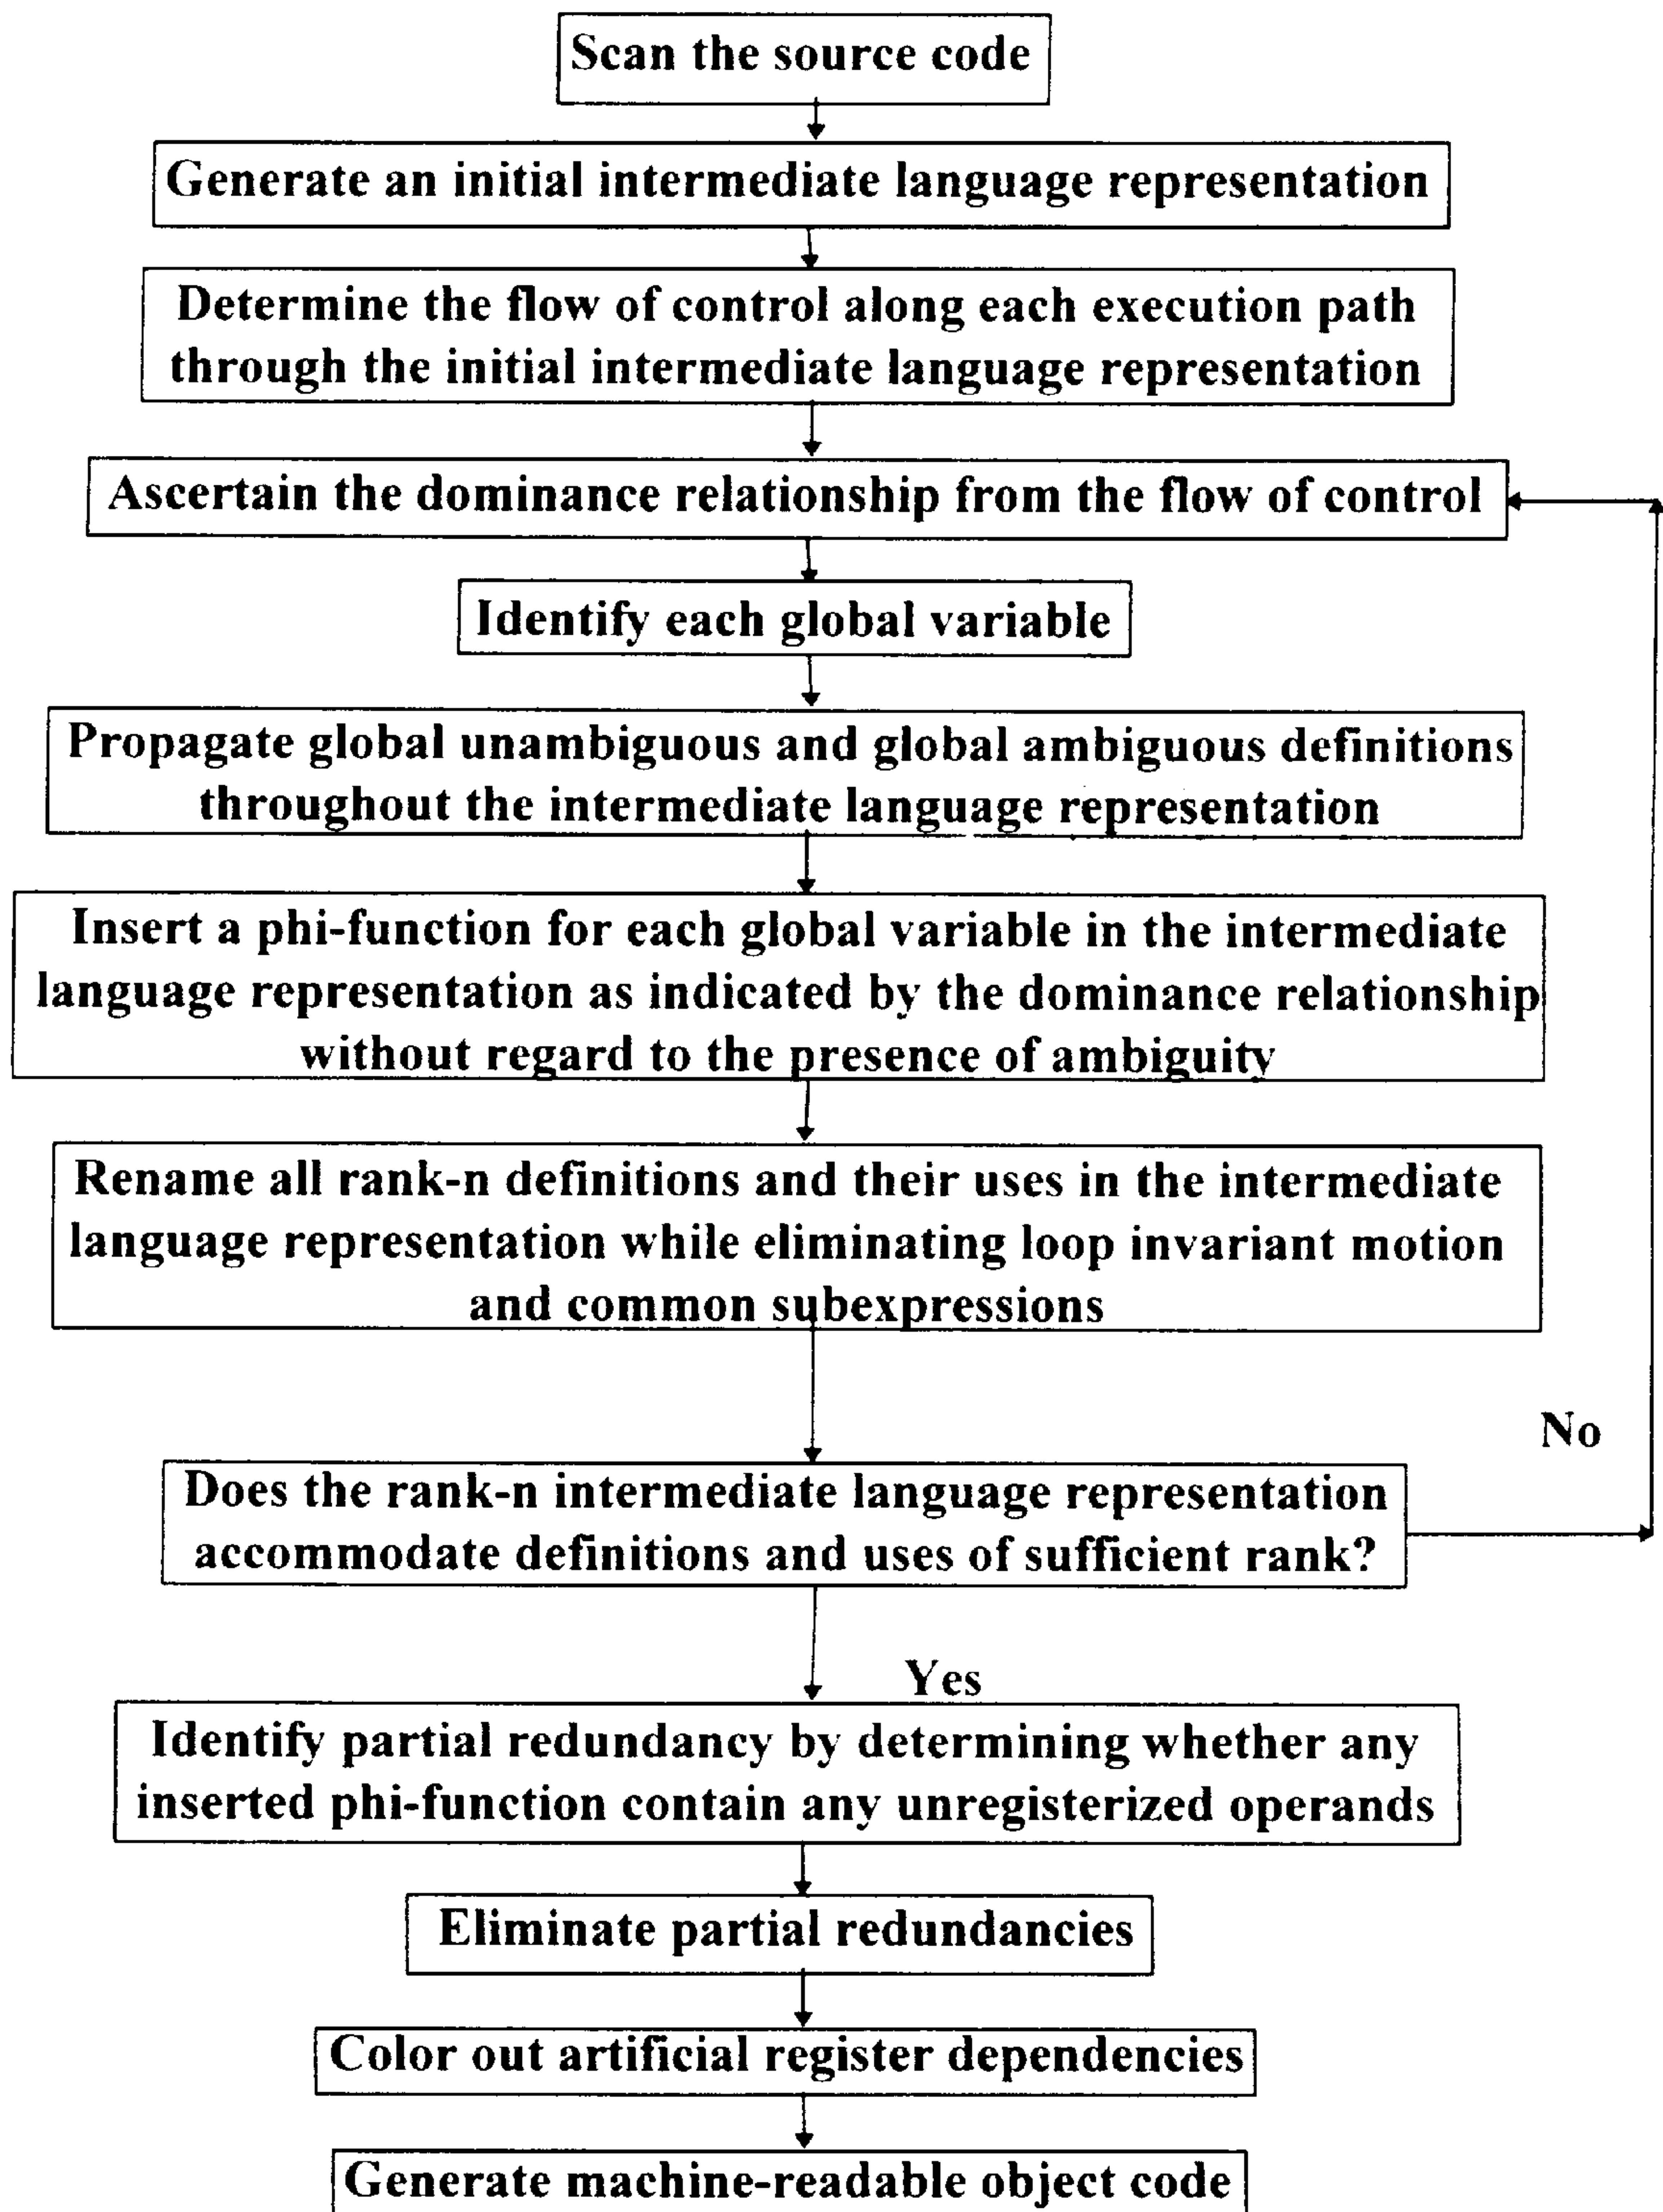 Scan the source code
Generate an initial intermediate language representation
Determine the flow of control along each execution path
through the initial intermediate language representation
Ascertain the dominance relationship from the flow of control
Identify each global variable
Propagate global unambiguous and global ambiguous definitions
throughout the intermediate language representation
Insert a phi-function for each global variable in the intermediate
language representation as indicated by the dominance relationship
without regard to the presence of ambiguity
Rename all rank-n definitions and their uses in the intermediate
language representation while eliminating loop invariant motion
and common subexpressions
No
Does the rank-n intermediate language representation
accommodate definitions and uses of sufficient rank?
Yes
Identify partial redundancy by determining whether any
inserted phi-function contain any unregisterized operands
Eliminate partial redundancies
Color out artificial register dependencies
Generate machine-readable object code